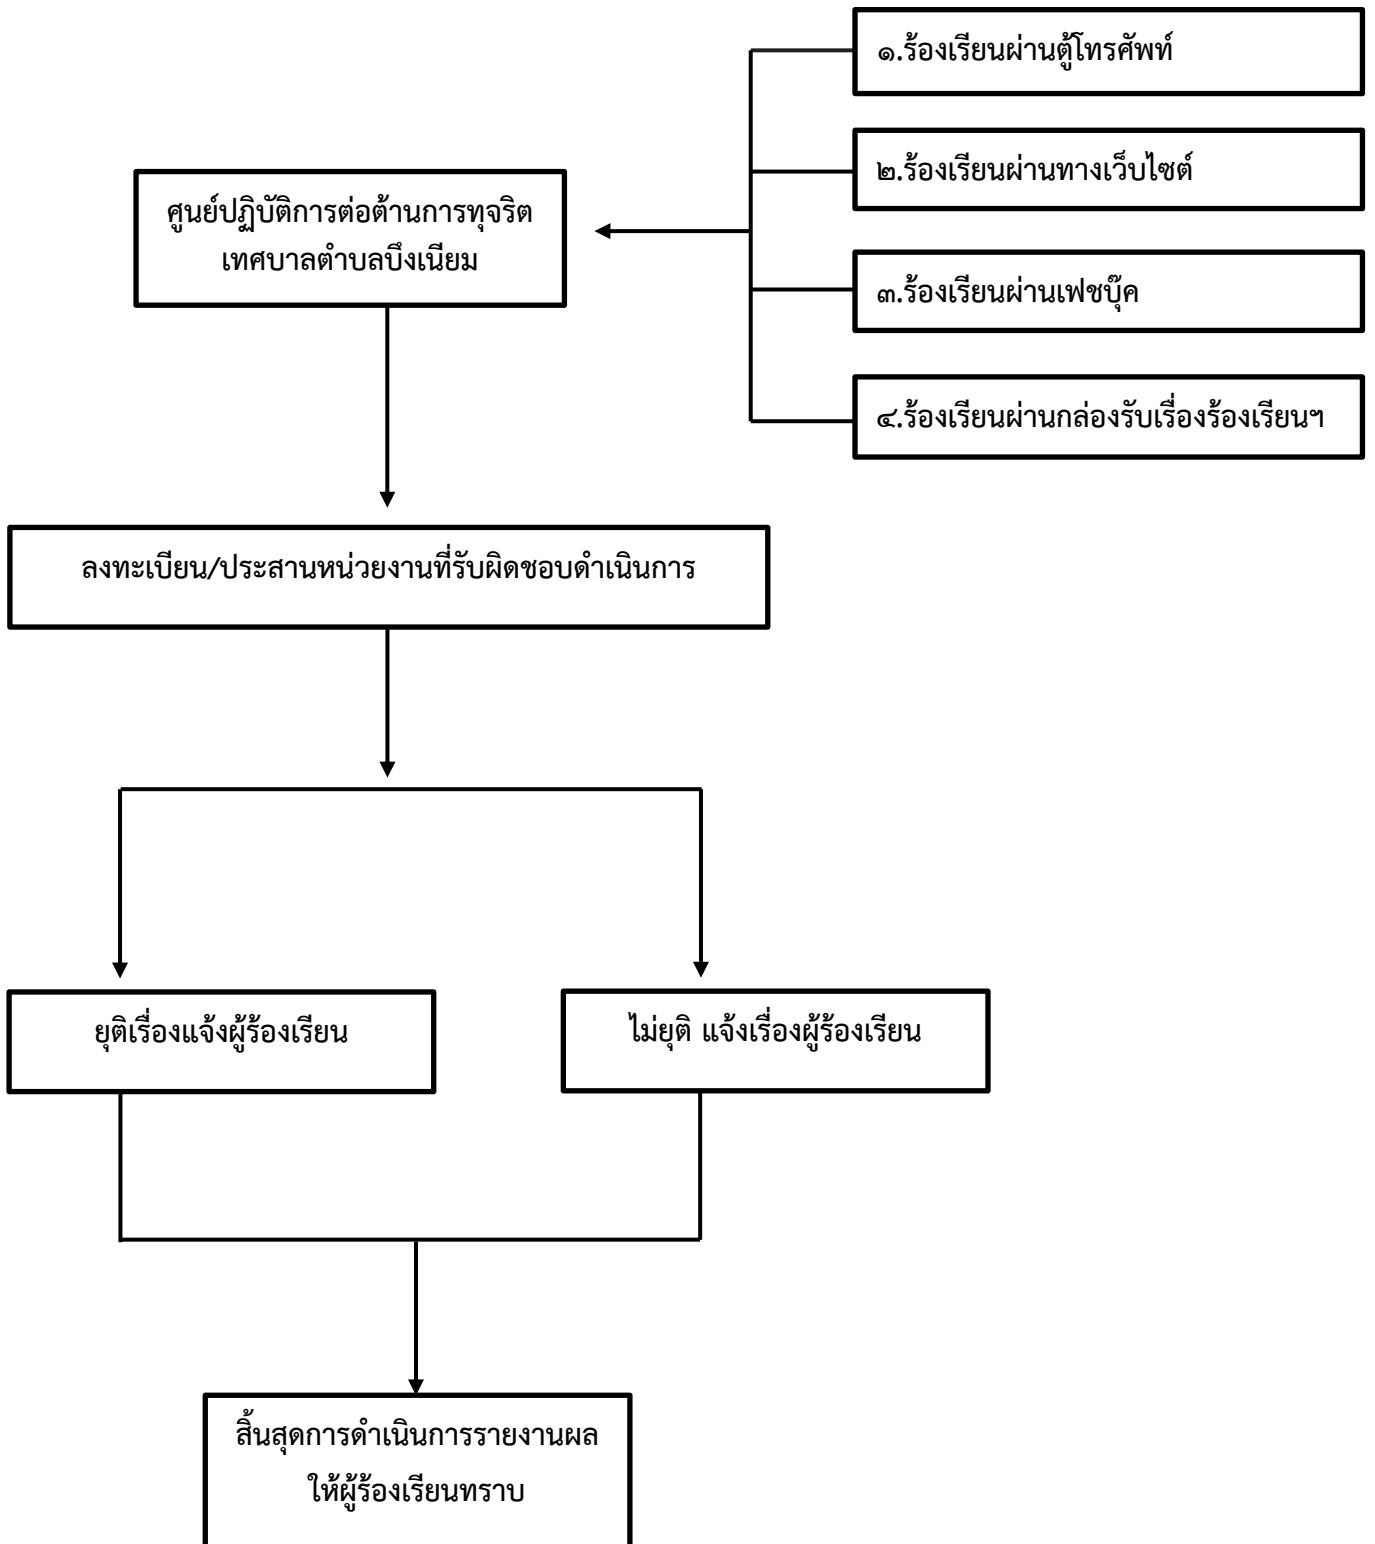 ๑.ร้องเรียนผ่านตู้โทรศัพท์
๒.ร้องเรียนผ่านทางเว็บไซต์
ศูนย์ปฏิบัติการต่อต้านการทุจริต
เทศบาลตำบลบึงเนียม
๓.ร้องเรียนผ่านเฟชบุ๊ค
๔.ร้องเรียนผ่านกล่องรับเรื่องร้องเรียนฯ
ลงทะเบียน/ประสานหน่วยงานที่รับผิดชอบดำเนินการ
ยุติเรื่องแจ้งผู้ร้องเรียน
ไม่ยุติ แจ้งเรื่องผู้ร้องเรียน
สิ้นสุดการดำเนินการรายงานผล
ให้ผู้ร้องเรียนทราบ